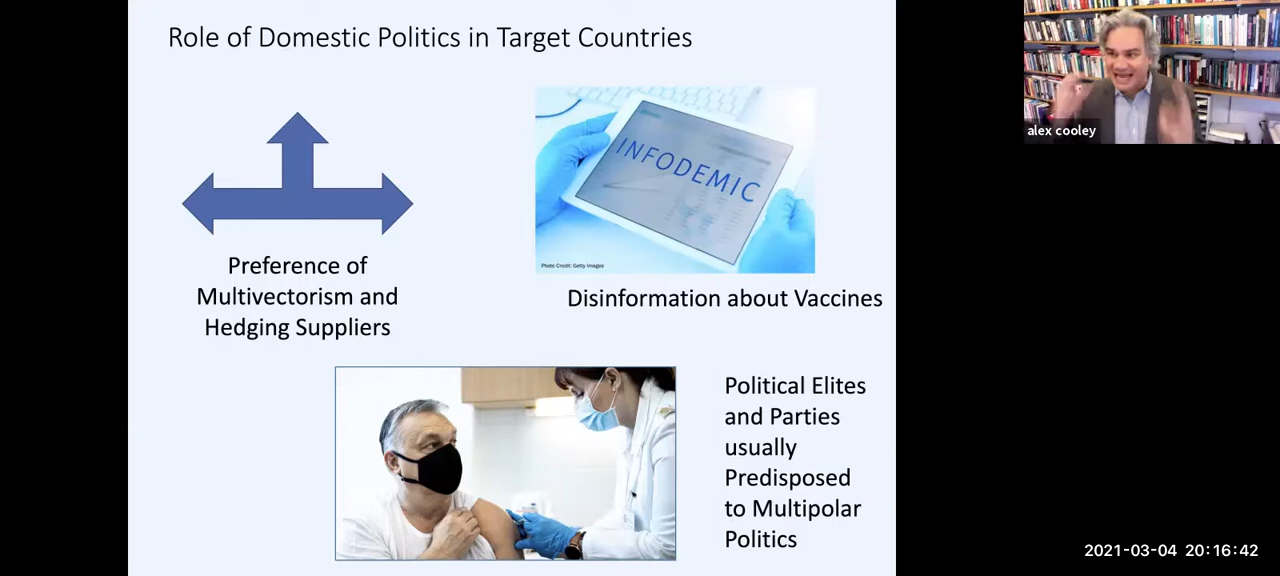 Role of Domestic Politics in Target Countries
INFODEMIC
Photo Credit: Getty Images
Preference of
Multivectorism and
Hedging Suppliers
Disinformation about Vaccines
Political Elites
and Parties
usually
Predisposed
to Multipolar
Politics
alex cooley
2021-03-04 20:16:42